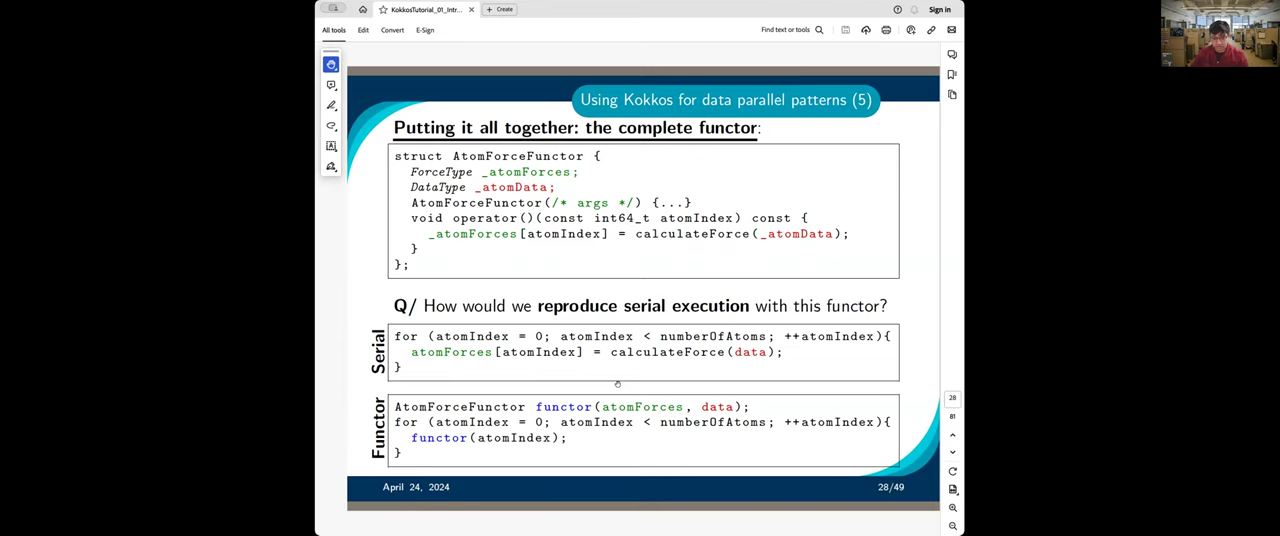 KokkosTutorial_01_Intr...
Create
Sign in
All tools
Edit
Convert
E-Sign
Find text or tools
Using Kokkos for data parallel patterns (5)
Putting it all together: the complete functor:
struct AtomForceFunctor {
ForceType _atomForces;
DataType _atomData;
AtomForceFunctor(/* args */) {...}
void operator()(const int64_t atomIndex) const {
_atomForces[atomIndex] = calculateForce(_atomData);
}
};
Q/ How would we reproduce serial execution with this functor?
Serial
for (atomIndex = 0; atomIndex < numberOfAtoms; ++atomIndex){
atomForces[atomIndex] = calculateForce(data);
}
Functor
AtomForceFunctor functor(atomForces, data);
for (atomIndex = 0; atomIndex < numberOfAtoms; ++atomIndex){
functor(atomIndex);
}
April 24, 2024
28/49
28
81